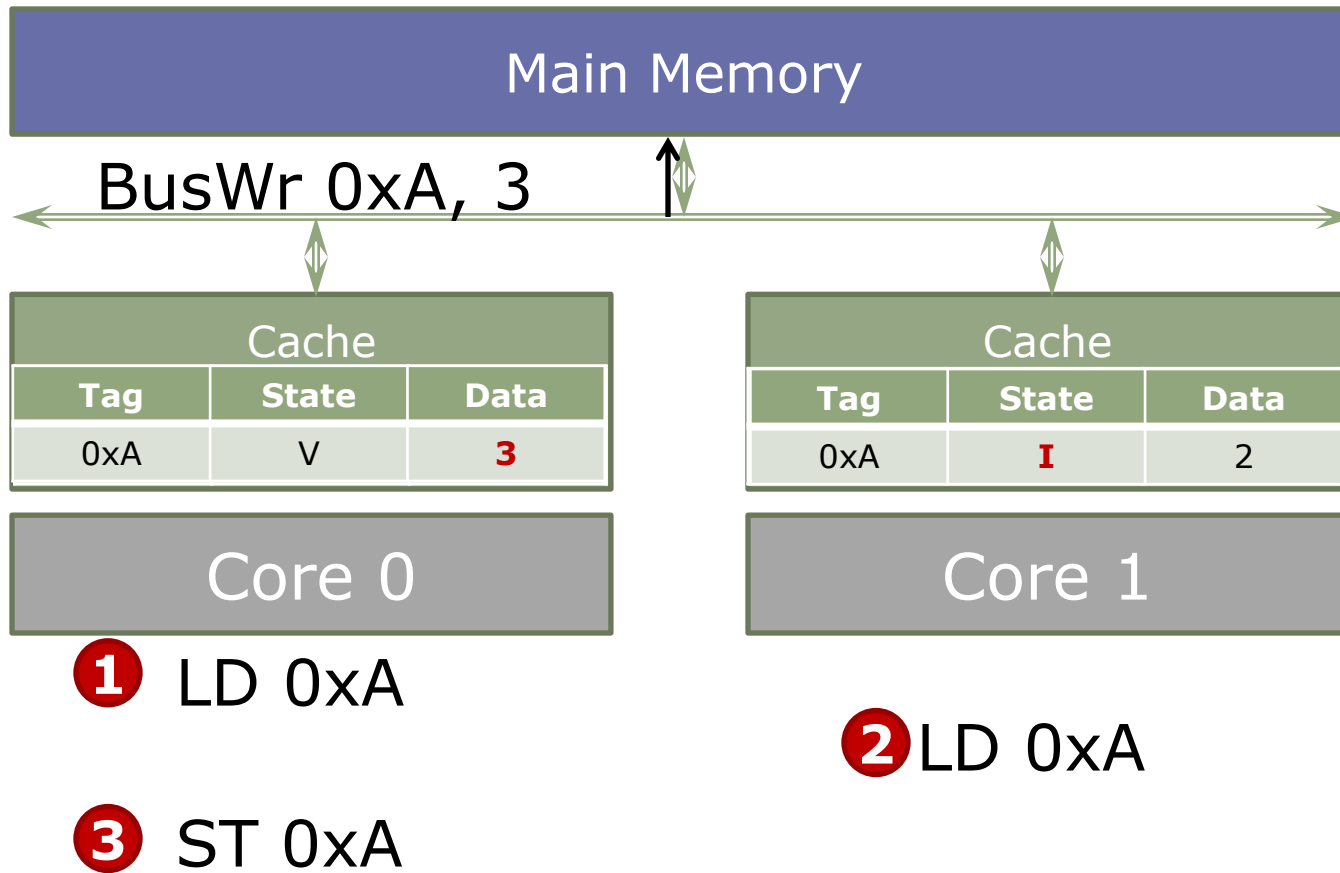 Main Memory
BusWr 0xA, 3
Cache
Tag State Data
0xA V 3
Cache
Tag State Data
0xA I 2
Core 0
Core 1
1 LD 0xA
2 LD 0xA
3 ST 0xA